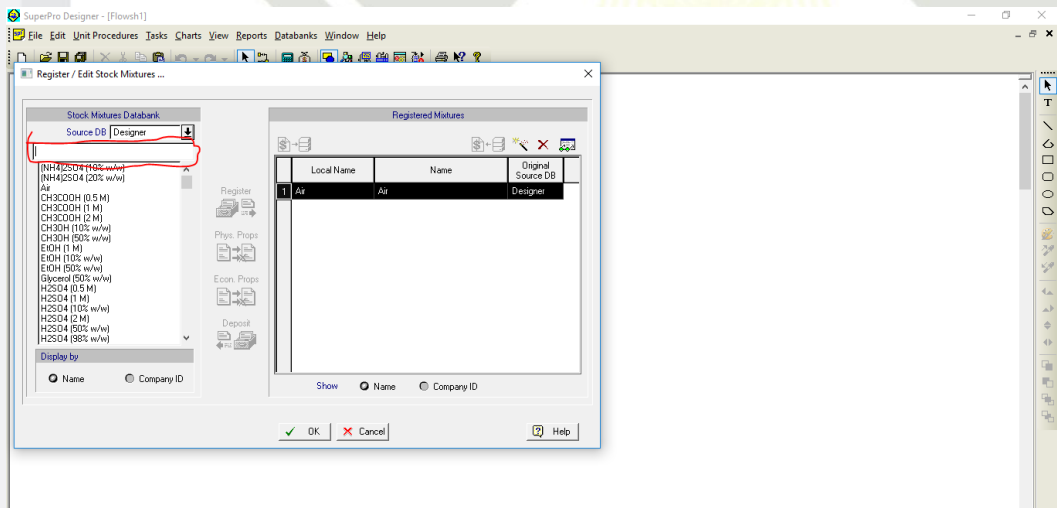 SuperPro Designer - [Flowsh1]
File Edit Unit Procedures Tasks Charts View Reports Databanks Window Help
Register / Edit Stock Mixtures ...
Stock Mixtures Databank
Source DB Designer
(NH4)2SO4 (10% w/w)
(NH4)2SO4 (20% w/w)
Air
CH3COOH (0.5 M)
CH3COOH (1 M)
CH3COOH (2 M)
CH3OH (10% w/w)
CH3OH (50% w/w)
EtOH (1 M)
EtOH (10% w/w)
EtOH (50% w/w)
Glycerol (50% w/w)
H2SO4 (0.5 M)
H2SO4 (1 M)
H2SO4 (10% w/w)
H2SO4 (2 M)
H2SO4 (50% w/w)
H2SO4 (98% w/w)
Display by
Name Company ID
Register
Phys. Props
Econ. Props
Deposit
Registered Mixtures
Local Name Name Original Source DB
1 Air Air Designer
Show Name Company ID
OK Cancel Help
T